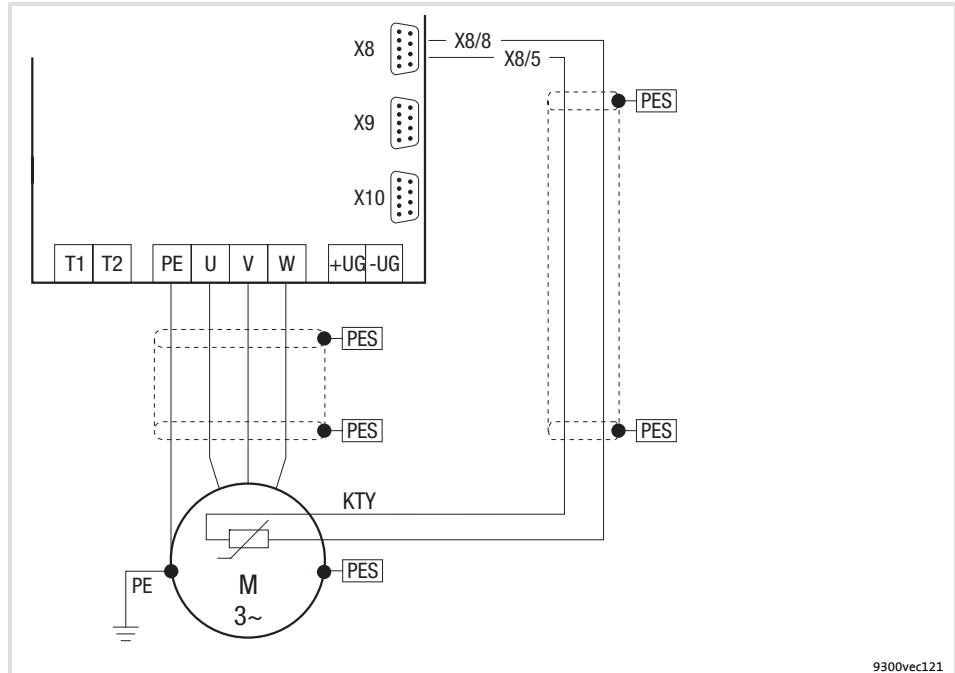 X8
X8/8
X8/5
PES
X9
X10
T1 T2 PE U V W +UG -UG
PES
PES
PES
KTY
PES
PE
M
3~
9300vec121